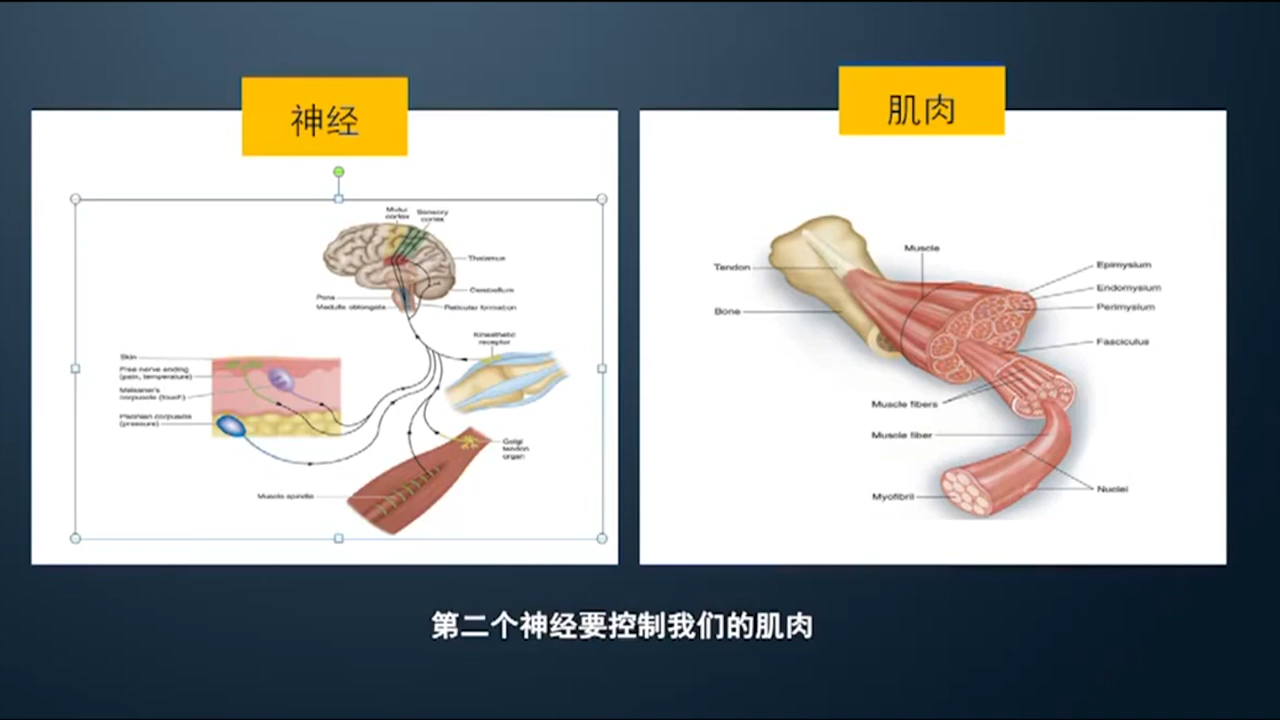 神经
肌肉
Motor cortex
Sensory cortex
Thalamus
Cerebellum
Pons
Medulla oblongata
Reticular formation
Kinesthetic
receptor
Skin
Free nerve ending
(pain, temperature)
Meissner's
corpuscle (touch)
Pacinian corpuscle
(pressure)
Golgi
tendon
organ
Muscle spindle
Muscle
Tendon
Bone
Epimysium
Endomysium
Perimysium
Fasciculus
Muscle fibers
Muscle fiber
Myofibril
Nuclei
第二个神经要控制我们的肌肉